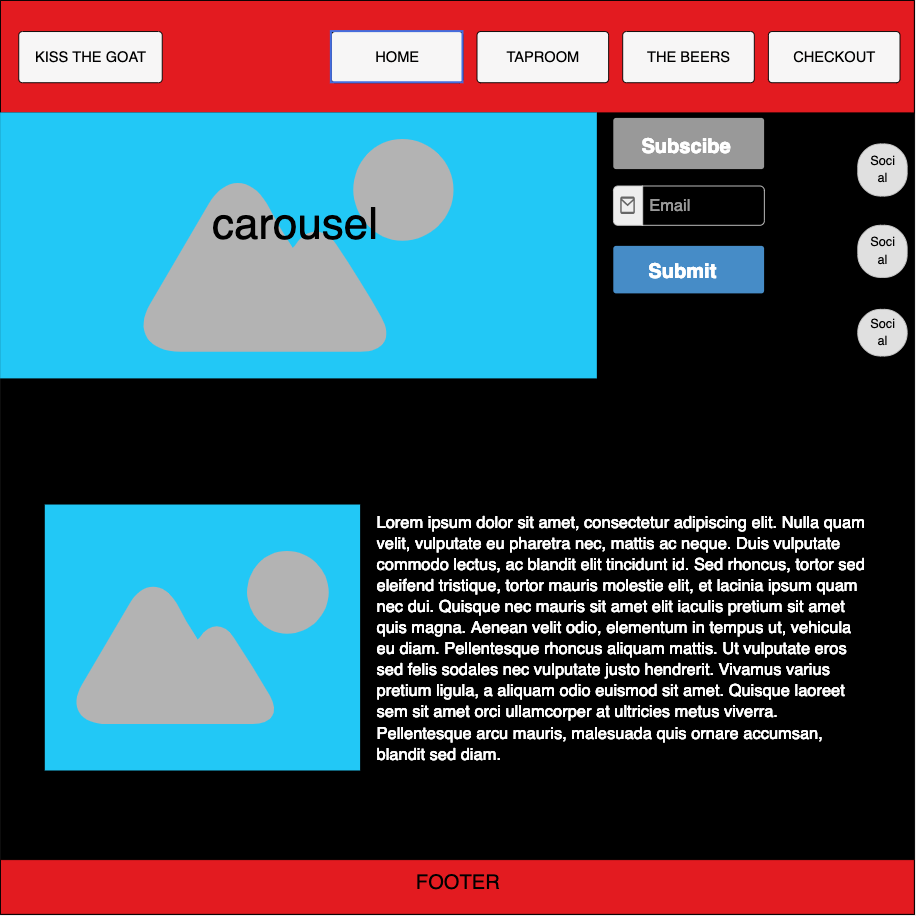 KISS THE GOAT
HOME
TAPROOM
THE BEERS
CHECKOUT
carousel
Subscibe
Email
Submit
Soci
al
Soci
al
Soci
al
Lorem ipsum dolor sit amet, consectetur adipiscing elit. Nulla quam
velit, vulputate eu pharetra nec, mattis ac neque. Duis vulputate
commodo lectus, ac blandit elit tincidunt id. Sed rhoncus, tortor sed
eleifend tristique, tortor mauris molestie elit, et lacinia ipsum quam
nec dui. Quisque nec mauris sit amet elit iaculis pretium sit amet
quis magna. Aenean velit odio, elementum in tempus ut, vehicula
eu diam. Pellentesque rhoncus aliquam mattis. Ut vulputate eros
sed felis sodales nec vulputate justo hendrerit. Vivamus varius
pretium ligula, a aliquam odio euismod sit amet. Quisque laoreet
sem sit amet orci ullamcorper at ultricies metus viverra.
Pellentesque arcu mauris, malesuada quis ornare accumsan,
blandit sed diam.
FOOTER